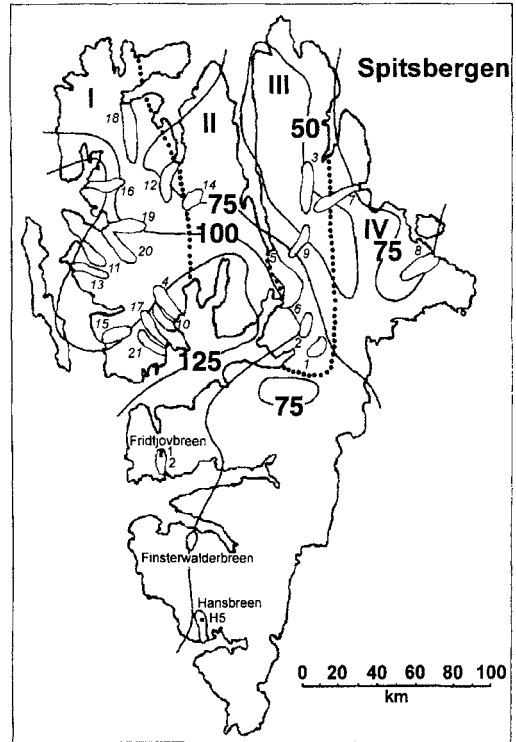 Spitsbergen
I
II
III
50
18
3
12
14
16
7
75
IV
19
100
75
8
9
5
20
11
13
4
6
17
2
15
10
1
21
125
75
Fridtjovbreen
1
2
Finsterwalderbreen
Hansbreen
H5
0 20 40 60 80 100
km